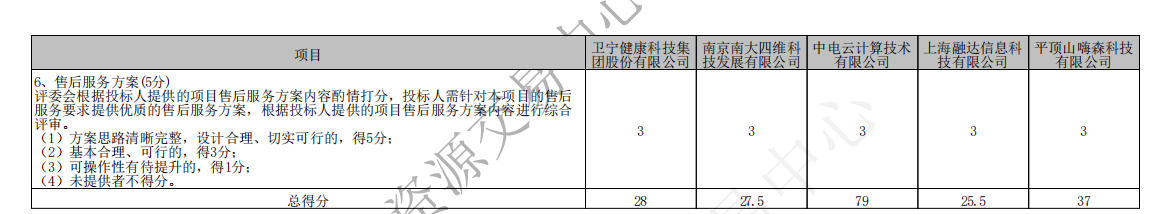 项目
卫宁健康科技集
团股份有限公司
南京南大四维科
技发展有限公司
中电云计算技术
有限公司
上海融达信息科
技有限公司
平顶山嗨森科技
有限公司
6、售后服务方案(5分)
评委会根据投标人提供的项目售后服务方案内容酌情打分，投标人需针对本项目的售后
服务要求提供优质的售后服务方案，根据投标人提供的项目售后服务方案内容进行综合
评审。
（1）方案思路清晰完整，设计合理、切实可行的，得5分；
（2）基本合理、可行的，得3分；
（3）可操作性有待提升的，得1分；
（4）未提供者不得分。
3
3
3
3
3
总得分
28
27.5
79
25.5
37
资源交易中心
易中心